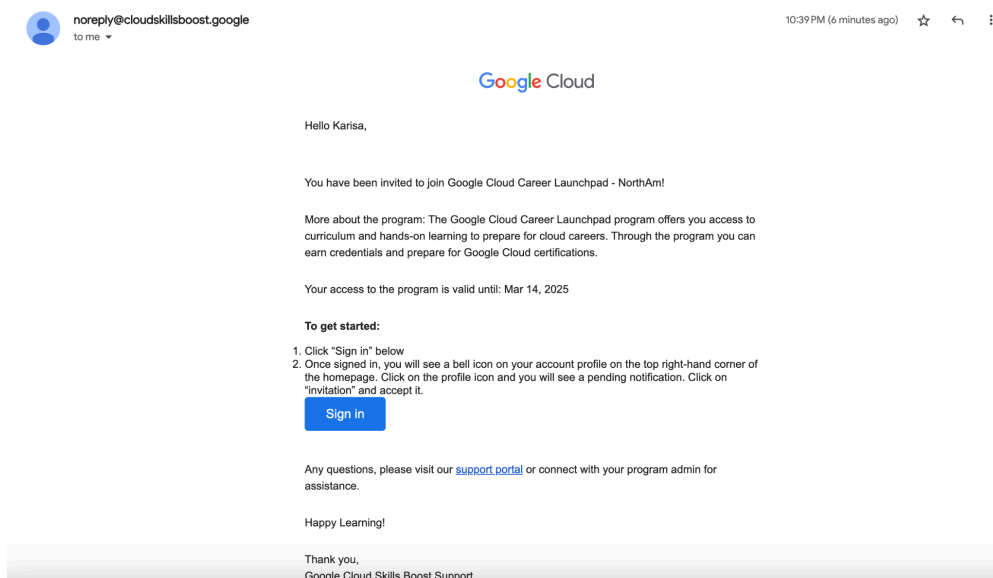 noreply@cloudskillsboost.google
10:39 PM (6 minutes ago)
to me
Google Cloud
Hello Karisa,
You have been invited to join Google Cloud Career Launchpad - NorthAm!
More about the program: The Google Cloud Career Launchpad program offers you access to
curriculum and hands-on learning to prepare for cloud careers. Through the program you can
earn credentials and prepare for Google Cloud certifications.
Your access to the program is valid until: Mar 14, 2025
To get started:
1. Click “Sign in” below
2. Once signed in, you will see a bell icon on your account profile on the top right-hand corner of
the homepage. Click on the profile icon and you will see a pending notification. Click on
“invitation” and accept it.
Sign in
Any questions, please visit our support portal or connect with your program admin for
assistance.
Happy Learning!
Thank you,
Google Cloud Skills Boost Support